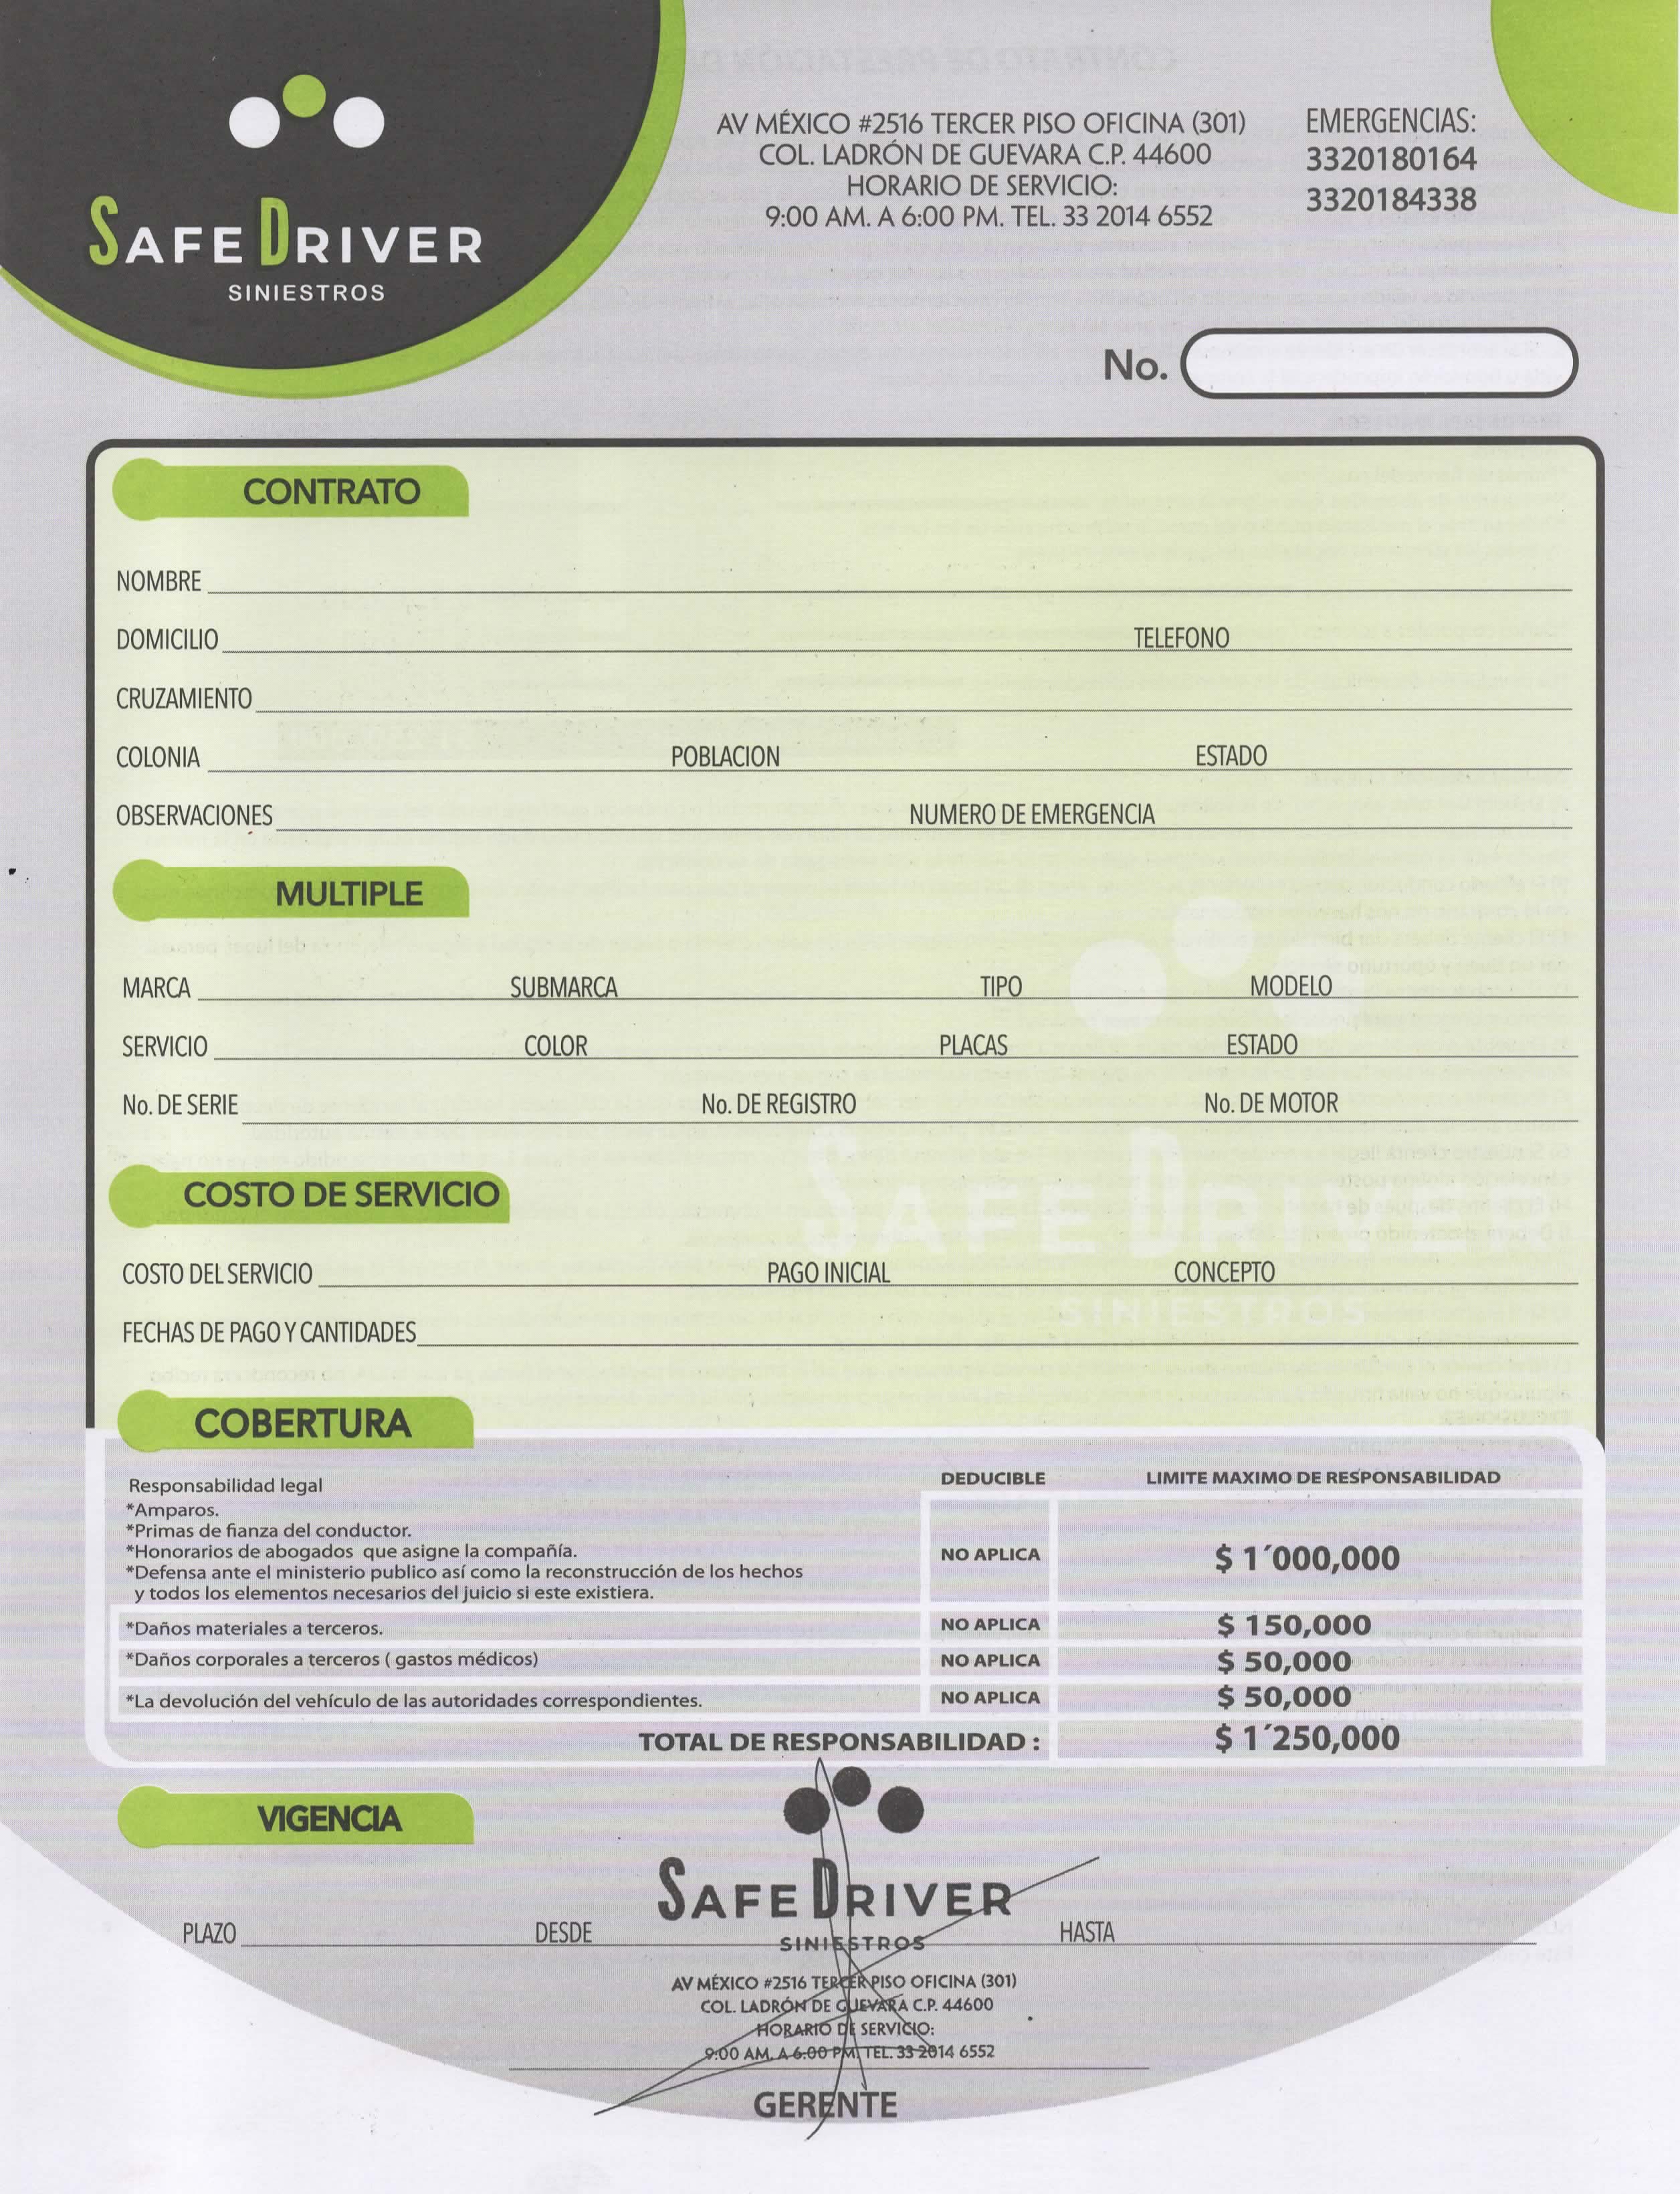 SAFE DRIVER
SINIESTROS
AV MÉXICO #2516 TERCER PISO OFICINA (301)
COL. LADRÓN DE GUEVARA C.P. 44600
HORARIO DE SERVICIO:
9:00 AM. A 6:00 PM. TEL. 33 2014 6552
EMERGENCIAS:
3320180164
3320184338
No.
CONTRATO
NOMBRE
DOMICILIO TELEFONO
CRUZAMIENTO
COLONIA POBLACION ESTADO
OBSERVACIONES NUMERO DE EMERGENCIA
MULTIPLE
MARCA SUBMARCA TIPO MODELO
SERVICIO COLOR PLACAS ESTADO
No. DE SERIE No. DE REGISTRO No. DE MOTOR
SAFE DRIVER
SINIESTROS
COSTO DE SERVICIO
COSTO DEL SERVICIO PAGO INICIAL CONCEPTO
FECHAS DE PAGO Y CANTIDADES
COBERTURA
Responsabilidad legal DEDUCIBLE LIMITE MAXIMO DE RESPONSABILIDAD
*Amparos.
*Primas de fianza del conductor.
*Honorarios de abogados que asigne la compañía. NO APLICA $ 1´000,000
*Defensa ante el ministerio publico así como la reconstrucción de los hechos
y todos los elementos necesarios del juicio si este existiera.
*Daños materiales a terceros. NO APLICA $ 150,000
*Daños corporales a terceros ( gastos médicos) NO APLICA $ 50,000
*La devolución del vehículo de las autoridades correspondientes. NO APLICA $ 50,000
TOTAL DE RESPONSABILIDAD : $ 1´250,000
VIGENCIA
SAFE DRIVER
PLAZO DESDE HASTA
SINIESTROS
AV MÉXICO #2516 TERCER PISO OFICINA (301)
COL. LADRÓN DE GUEVARA C.P. 44600
HORARIO DE SERVICIO:
9:00 AM. A 6:00 PM. TEL. 33 2014 6552
GERENTE